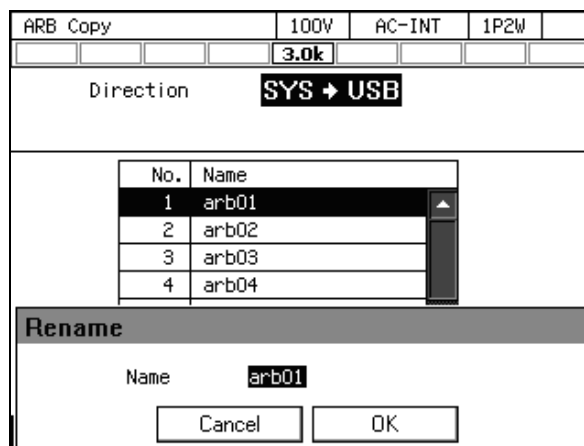 ARB Copy 100V AC-INT 1P2W
3.0k
Direction SYS → USB
No. Name
1 arb01
2 arb02
3 arb03
4 arb04
Rename
Name arb01
Cancel OK